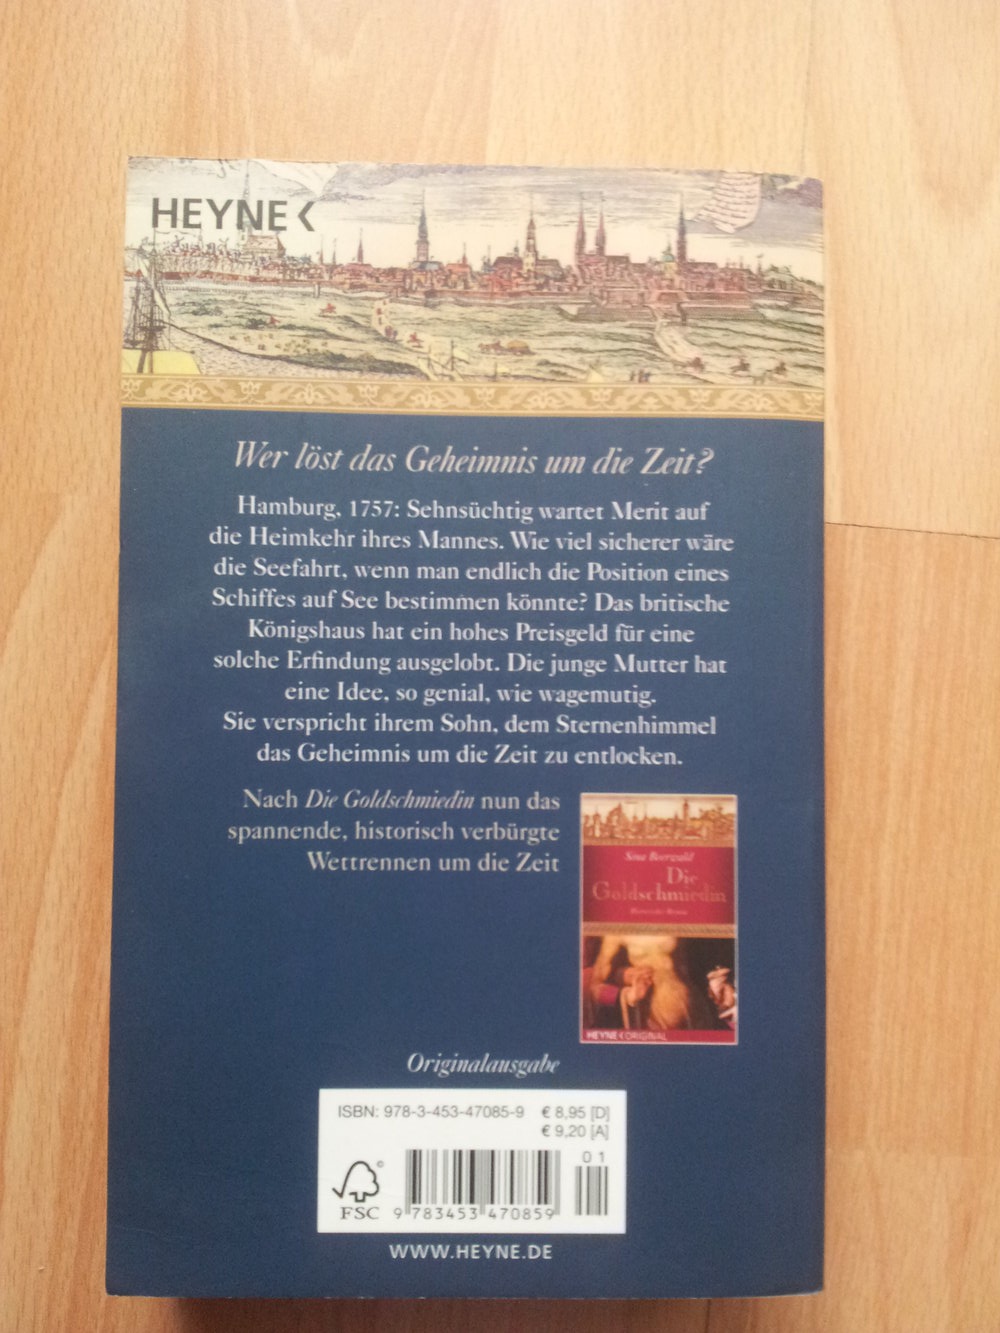 HEYNE<
Wer löst das Geheimnis um die Zeit?
Hamburg, 1757: Sehnsüchtig wartet Merit auf
die Heimkehr ihres Mannes. Wie viel sicherer wäre
die Seefahrt, wenn man endlich die Position eines
Schiffes auf See bestimmen könnte? Das britische
Königshaus hat ein hohes Preisgeld für eine
solche Erfindung ausgelobt. Die junge Mutter hat
eine Idee, so genial, wie wagemutig.
Sie verspricht ihrem Sohn, dem Sternenhimmel
das Geheimnis um die Zeit zu entlocken.
Nach Die Goldschmiedin nun das
spannende, historisch verbürgte
Wettrennen um die Zeit
Sina Beerwald
Die
Goldschmiedin
Historischer Roman
HEYNE< ORIGINAL
Originalausgabe
ISBN: 978-3-453-47085-9 € 8,95 [D]
€ 9,20 [A]
01
©
FSC
9 783453 470859
WWW.HEYNE.DE